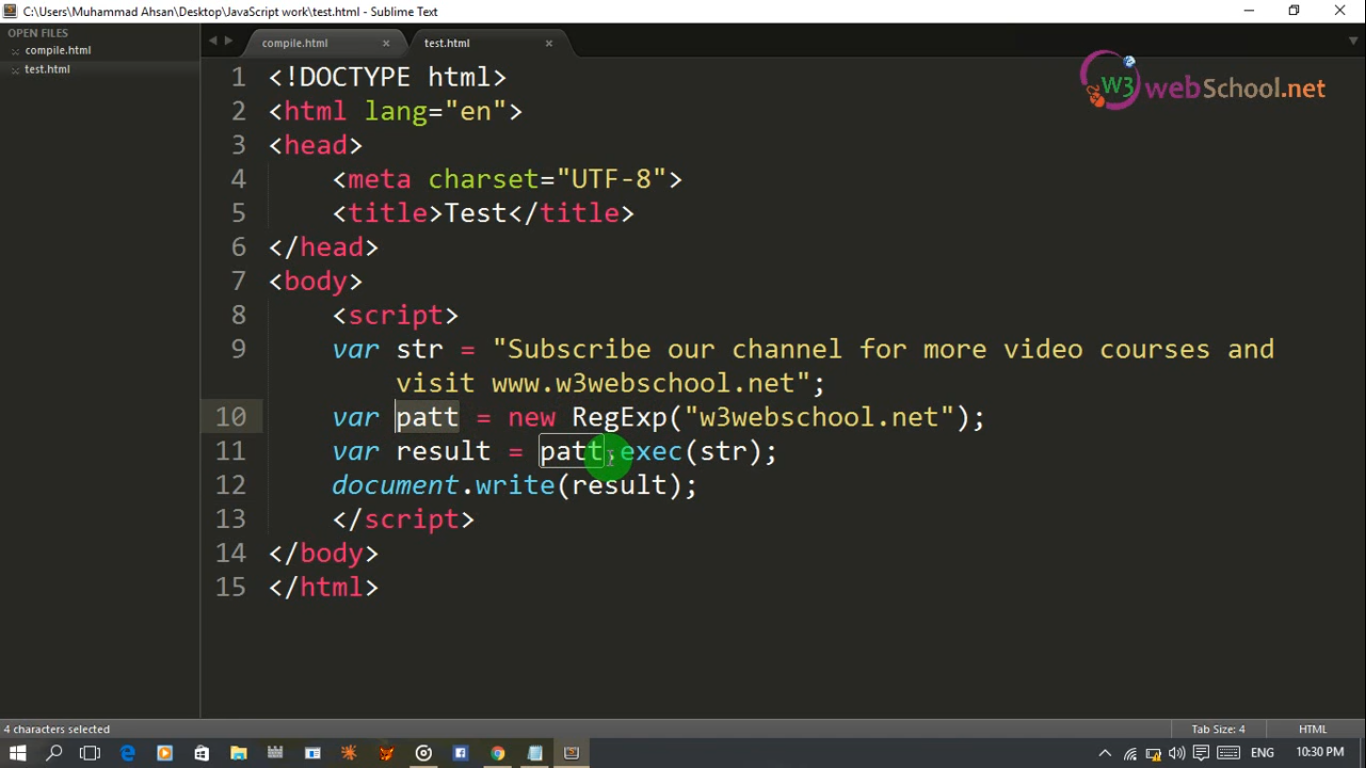 C:\Users\Muhammad Ahsan\Desktop\JavaScript work\test.html - Sublime Text
OPEN FILES
compile.html
test.html
compile.html
test.html
W3 webSchool.net
1 <!DOCTYPE html>
2 <html lang="en">
3 <head>
4 <meta charset="UTF-8">
5 <title>Test</title>
6 </head>
7 <body>
8 <script>
9 var str = "Subscribe our channel for more video courses and
visit www.w3webschool.net";
10 var patt = new RegExp("w3webschool.net");
11 var result = patt.exec(str);
12 document.write(result);
13 </script>
14 </body>
15 </html>
4 characters selected
Tab Size: 4
HTML
ENG
10:30 PM